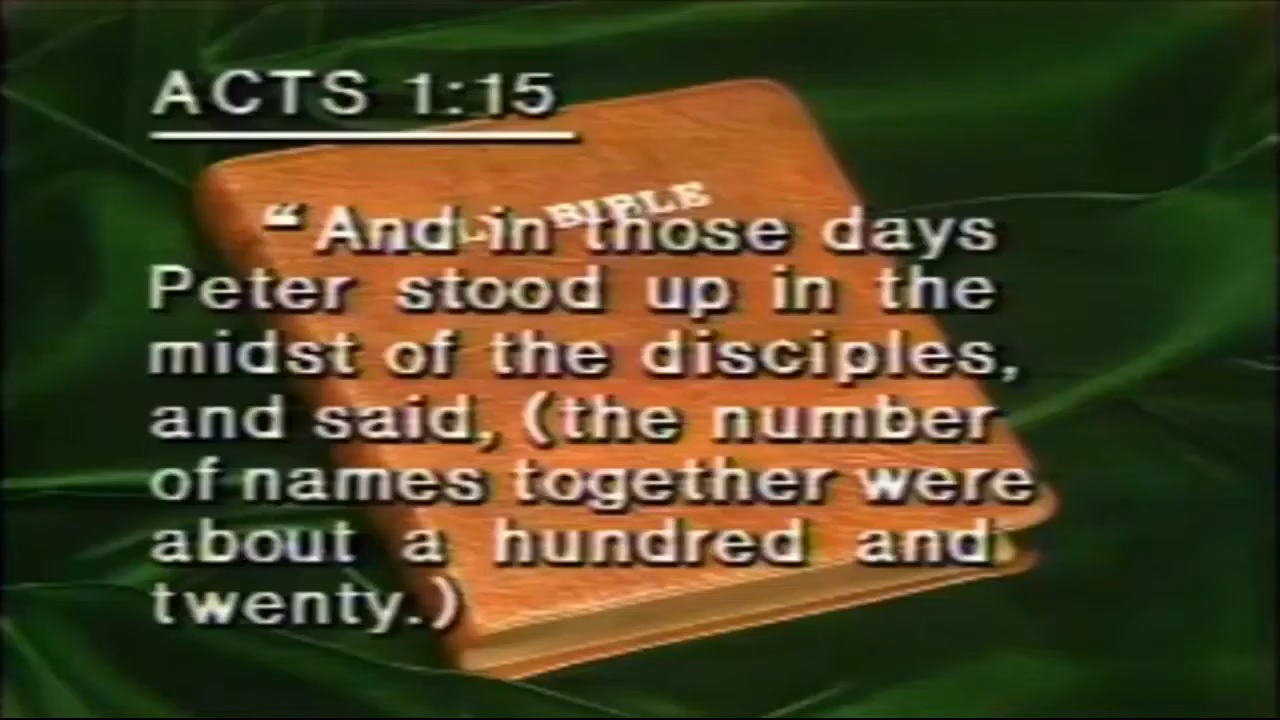 ACTS 1:15
BIBLE
“And in those days
Peter stood up in the
midst of the disciples,
and said, (the number
of names together were
about a hundred and
twenty.)